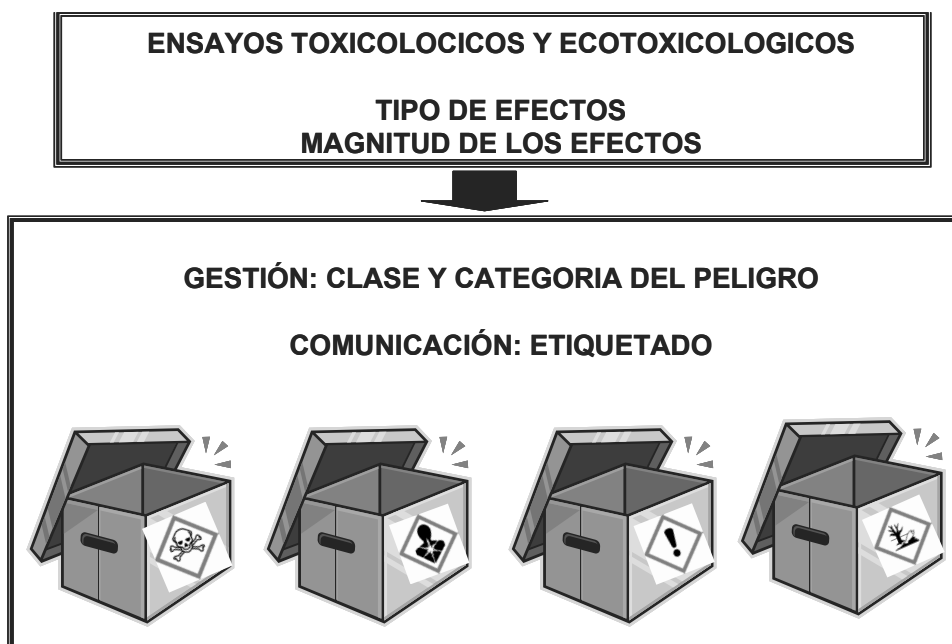 ENSAYOS TOXICOLOCICOS Y ECOTOXICOLOGICOS
TIPO DE EFECTOS
MAGNITUD DE LOS EFECTOS
GESTIÓN: CLASE Y CATEGORIA DEL PELIGRO
COMUNICACIÓN: ETIQUETADO